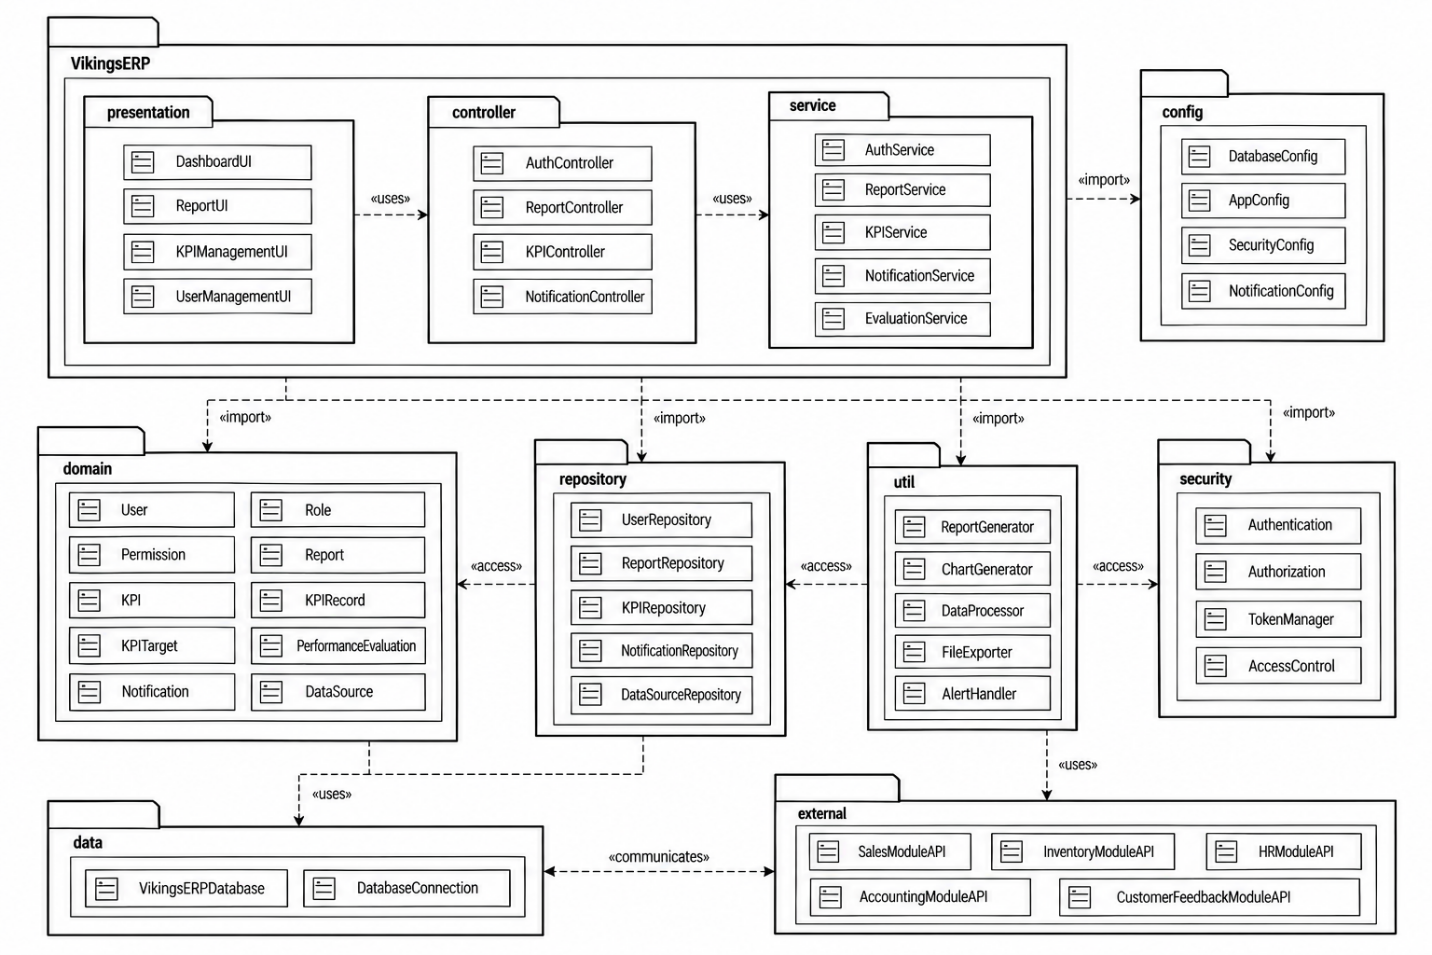 VikingsERP
presentation
DashboardUI
ReportUI
KPIManagementUI
UserManagementUI
«uses»
controller
AuthController
ReportController
KPIController
NotificationController
«uses»
service
AuthService
ReportService
KPIService
NotificationService
EvaluationService
«import»
config
DatabaseConfig
AppConfig
SecurityConfig
NotificationConfig
«import»
«import»
«import»
«import»
domain
User
Role
Permission
Report
KPI
KPIRecord
KPITarget
PerformanceEvaluation
Notification
DataSource
«access»
repository
UserRepository
ReportRepository
KPIRepository
NotificationRepository
DataSourceRepository
«access»
util
ReportGenerator
ChartGenerator
DataProcessor
FileExporter
AlertHandler
«access»
security
Authentication
Authorization
TokenManager
AccessControl
«uses»
«uses»
data
VikingsERPDatabase
DatabaseConnection
«communicates»
external
SalesModuleAPI
InventoryModuleAPI
HRModuleAPI
AccountingModuleAPI
CustomerFeedbackModuleAPI